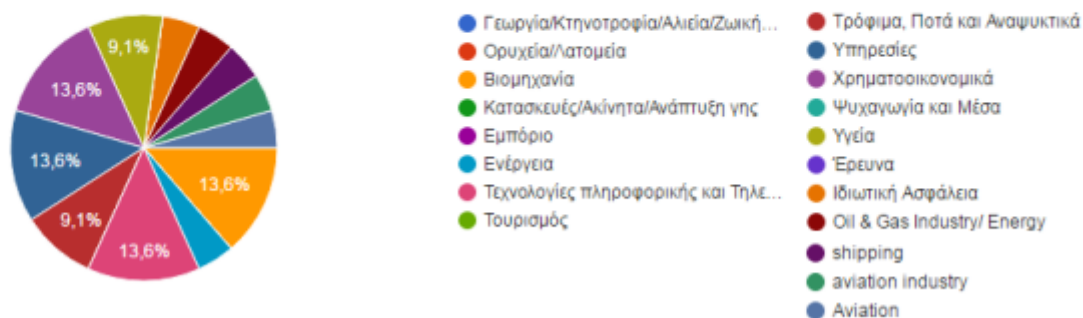 9,1%
13,6%
13,6%
13,6%
9,1%
13,6%
Γεωργία/Κτηνοτροφία/Αλιεία/Ζωική...
Ορυχεία/Λατομεία
Βιομηχανία
Κατασκευές/Ακίνητα/Ανάπτυξη γης
Εμπόριο
Ενέργεια
Τεχνολογίες πληροφορικής και Τηλε...
Τουρισμός
Τρόφιμα, Ποτά και Αναψυκτικά
Υπηρεσίες
Χρηματοοικονομικά
Ψυχαγωγία και Μέσα
Υγεία
Έρευνα
Ιδιωτική Ασφάλεια
Oil & Gas Industry/ Energy
shipping
aviation industry
Aviation